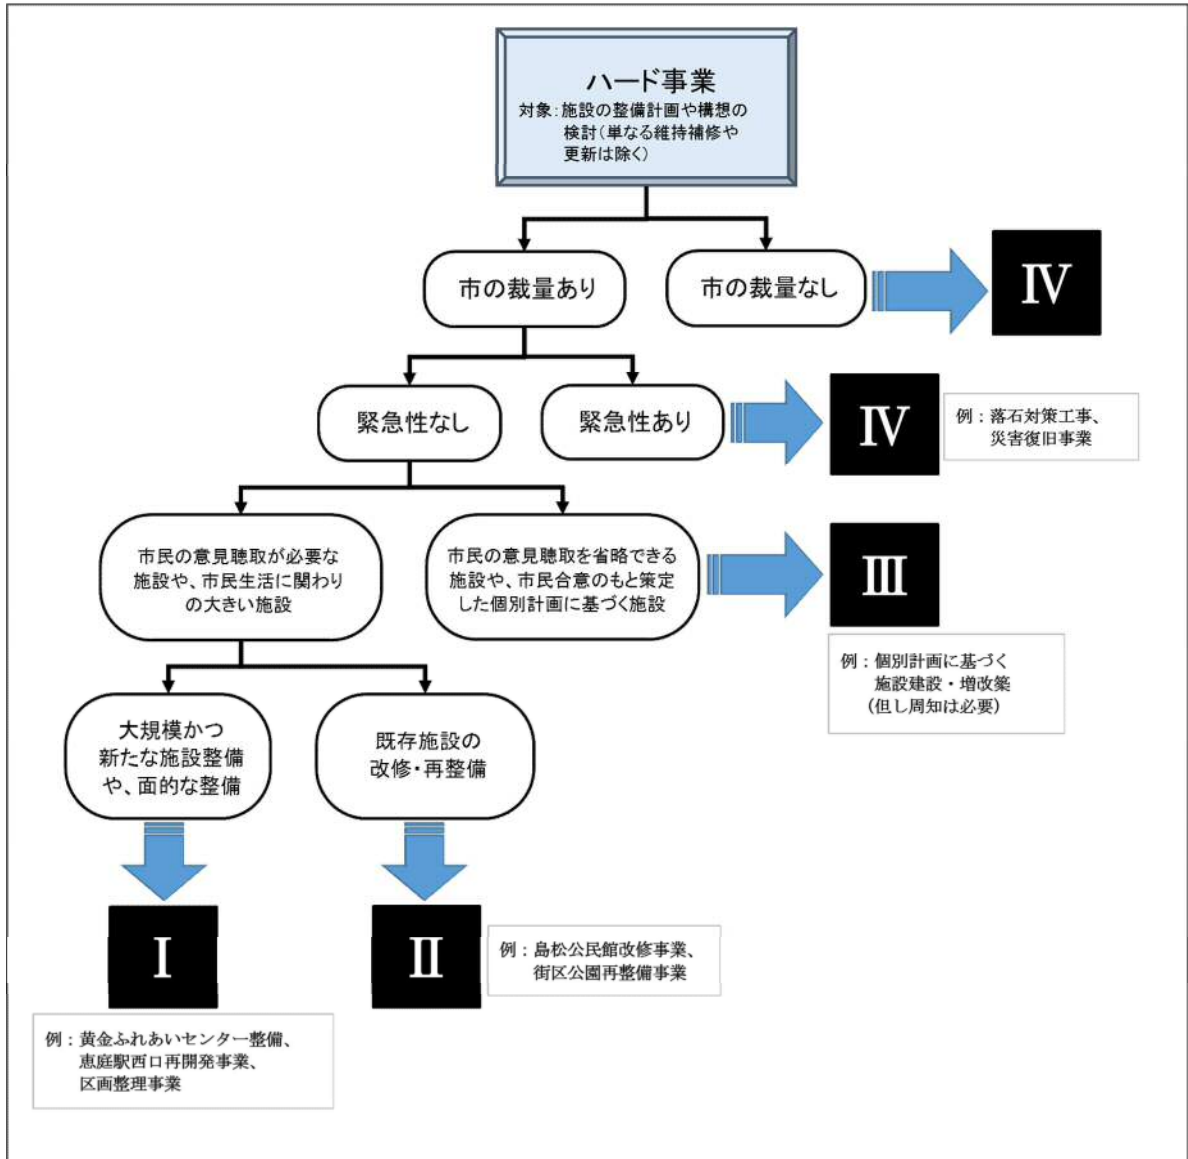 ハード事業
対象：施設の整備計画や構想の
検討（単なる維持補修や
更新は除く）
市の裁量あり
市の裁量なし
Ⅳ
緊急性なし
緊急性あり
Ⅳ
例：落石対策工事、
災害復旧事業
市民の意見聴取が必要な
施設や、市民生活に関わり
の大きい施設
市民の意見聴取を省略できる
施設や、市民合意のもと策定
した個別計画に基づく施設
Ⅲ
例：個別計画に基づく
施設建設・増改築
（但し周知は必要）
大規模かつ
新たな施設整備
や、面的な整備
既存施設の
改修・再整備
Ⅰ
Ⅱ
例：島松公民館改修事業、
街区公園再整備事業
例：黄金ふれあいセンター整備、
恵庭駅西口再開発事業、
区画整理事業